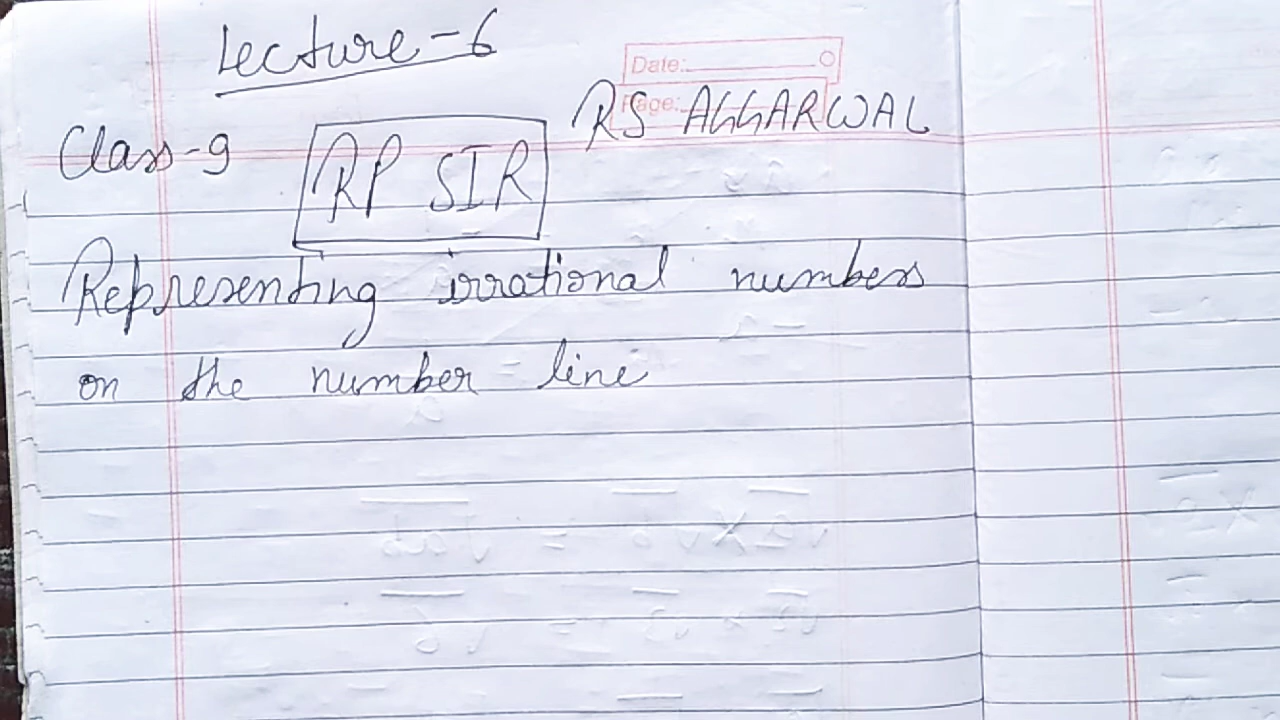 Lecture-6
Date:
Page:
RS AGGARWAL
Class-9
RP SIR
Representing irrational numbers
on the number line